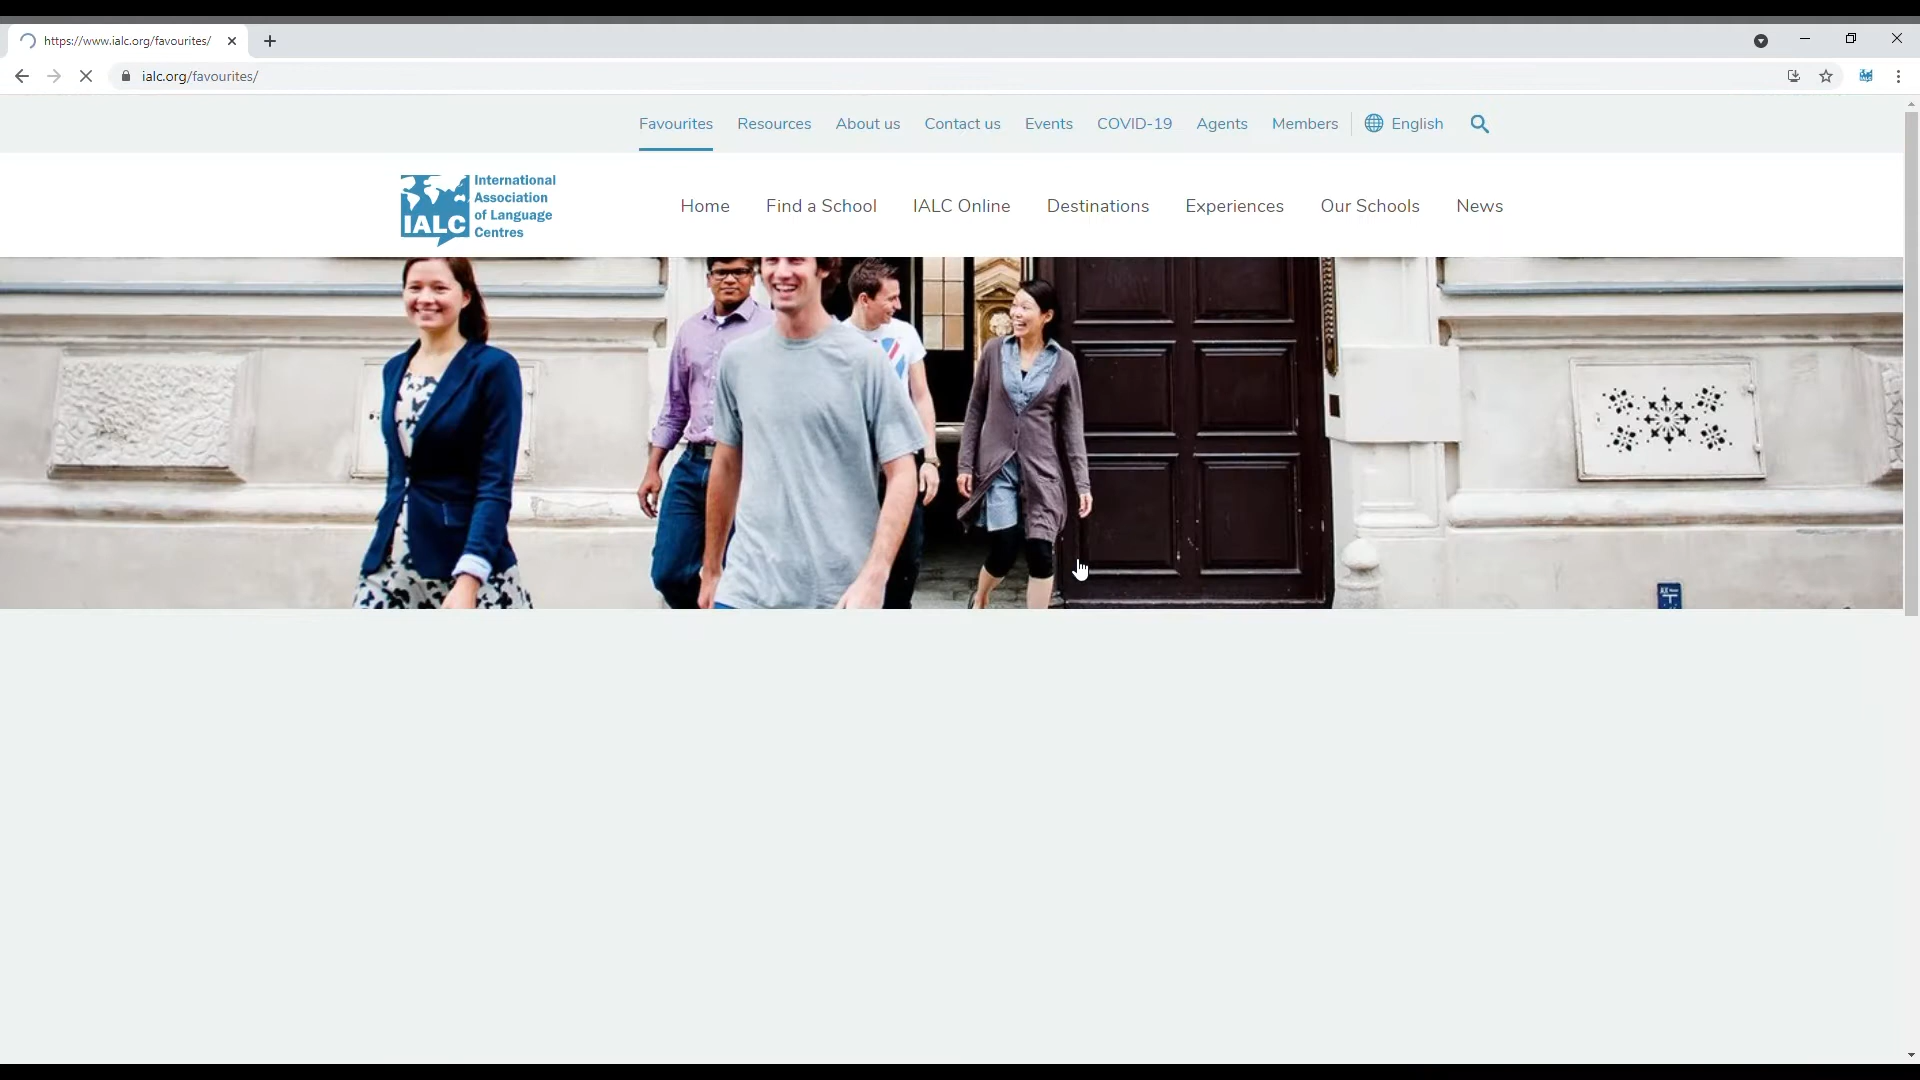 https://www.ialc.org/favourites/
ialc.org/favourites/
Favourites Resources About us Contact us Events COVID-19 Agents Members English
International
Association
of Language
Centres
IALC
Home Find a School IALC Online Destinations Experiences Our Schools News